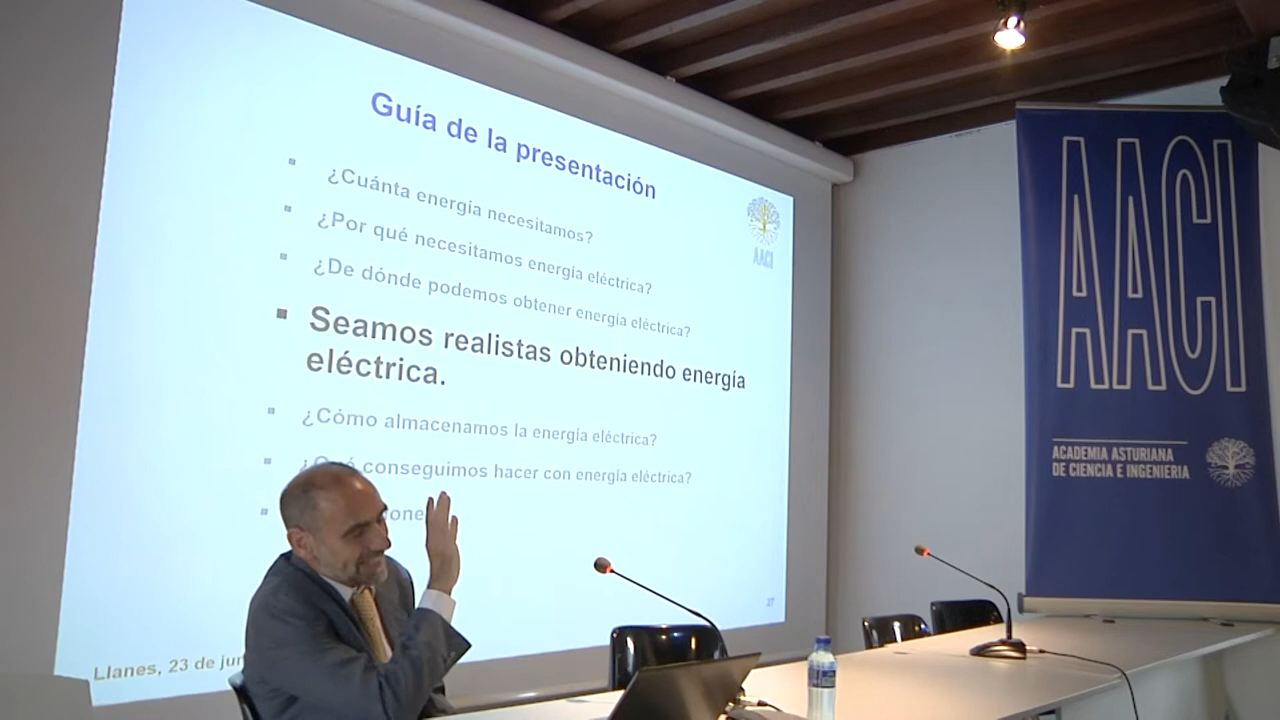 Guía de la presentación
¿Cuánta energía necesitamos?
¿Por qué necesitamos energía eléctrica?
¿De dónde podemos obtener energía eléctrica?
Seamos realistas obteniendo energía
eléctrica.
¿Cómo almacenamos la energía eléctrica?
¿Qué conseguimos hacer con energía eléctrica?
27
Llanes, 23 de
AACI
AACI
ACADEMIA ASTURIANA
DE CIENCIA E INGENIERIA